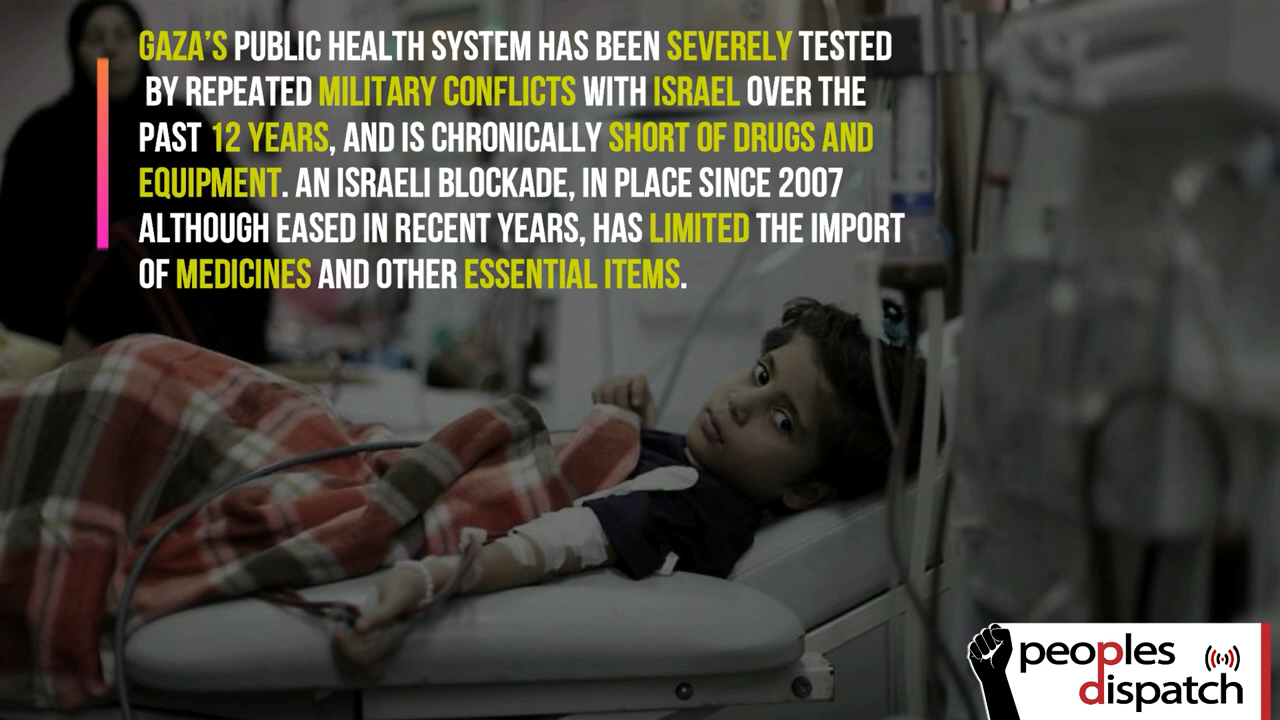 GAZA'S PUBLIC HEALTH SYSTEM HAS BEEN SEVERELY TESTED
BY REPEATED MILITARY CONFLICTS WITH ISRAEL OVER THE
PAST 12 YEARS, AND IS CHRONICALLY SHORT OF DRUGS AND
EQUIPMENT. AN ISRAELI BLOCKADE, IN PLACE SINCE 2007
ALTHOUGH EASED IN RECENT YEARS, HAS LIMITED THE IMPORT
OF MEDICINES AND OTHER ESSENTIAL ITEMS.
peoples
dispatch